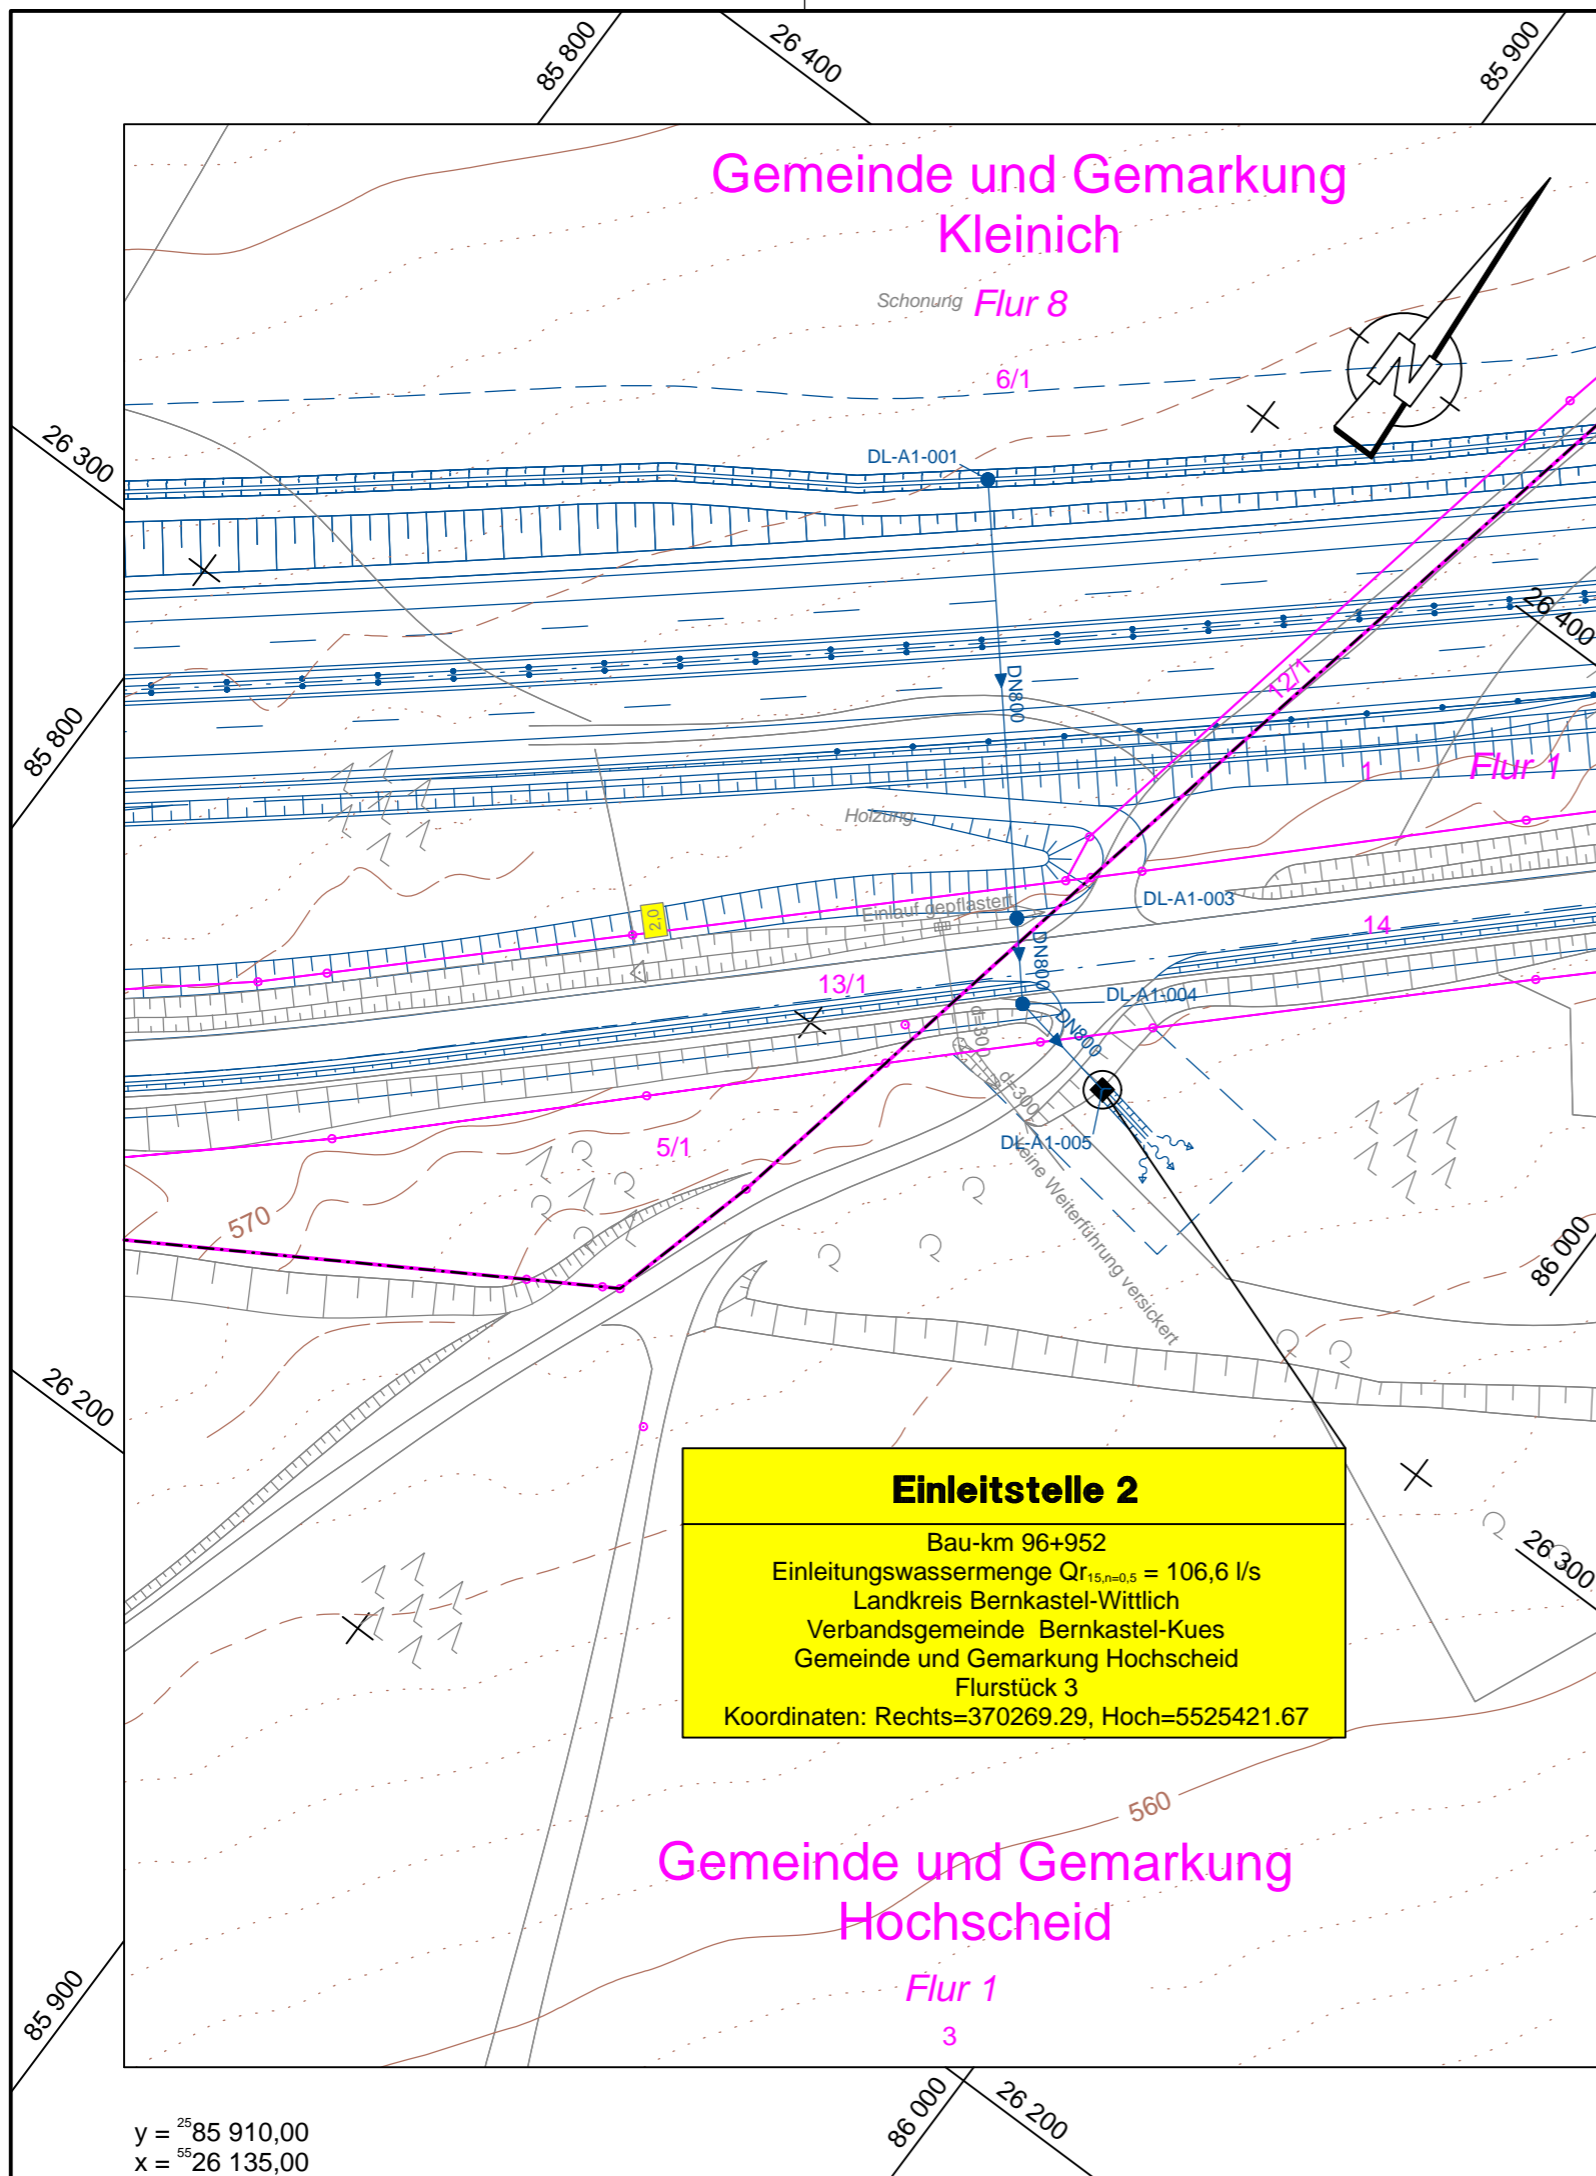 85 800
26 400
85 900
Gemeinde und Gemarkung
Kleinich
Schonung
Flur 8
6/1
N
26 300
DL-A1-001
26 400
DN800
12/1
85 800
1
Flur 1
Holzung
2,0
Einlauf gepflastert
DL-A1-003
14
DN800
13/1
DL-A1-004
d=300
DN800
d=300
DL-A1-005
5/1
keine Weiterführung versickert
570
86 000
26 200
Einleitstelle 2
Bau-km 96+952
Einleitungswassermenge Qr15,n=0,5 = 106,6 l/s
Landkreis Bernkastel-Wittlich
Verbandsgemeinde Bernkastel-Kues
Gemeinde und Gemarkung Hochscheid
Flurstück 3
Koordinaten: Rechts=370269.29, Hoch=5525421.67
26 300
560
Gemeinde und Gemarkung
Hochscheid
Flur 1
3
85 900
86 000
26 200
y = 2585 910,00
x = 5526 135,00